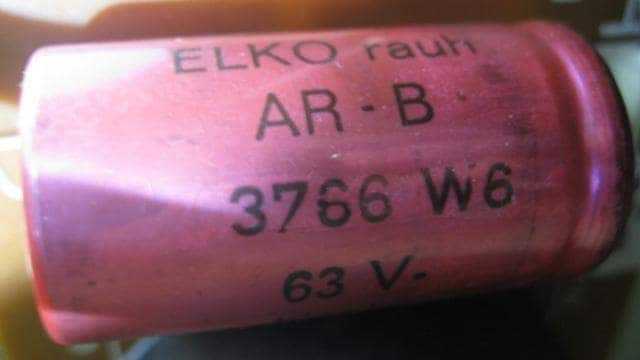 ELKO rauh
AR - B
3766 W6
63 V-